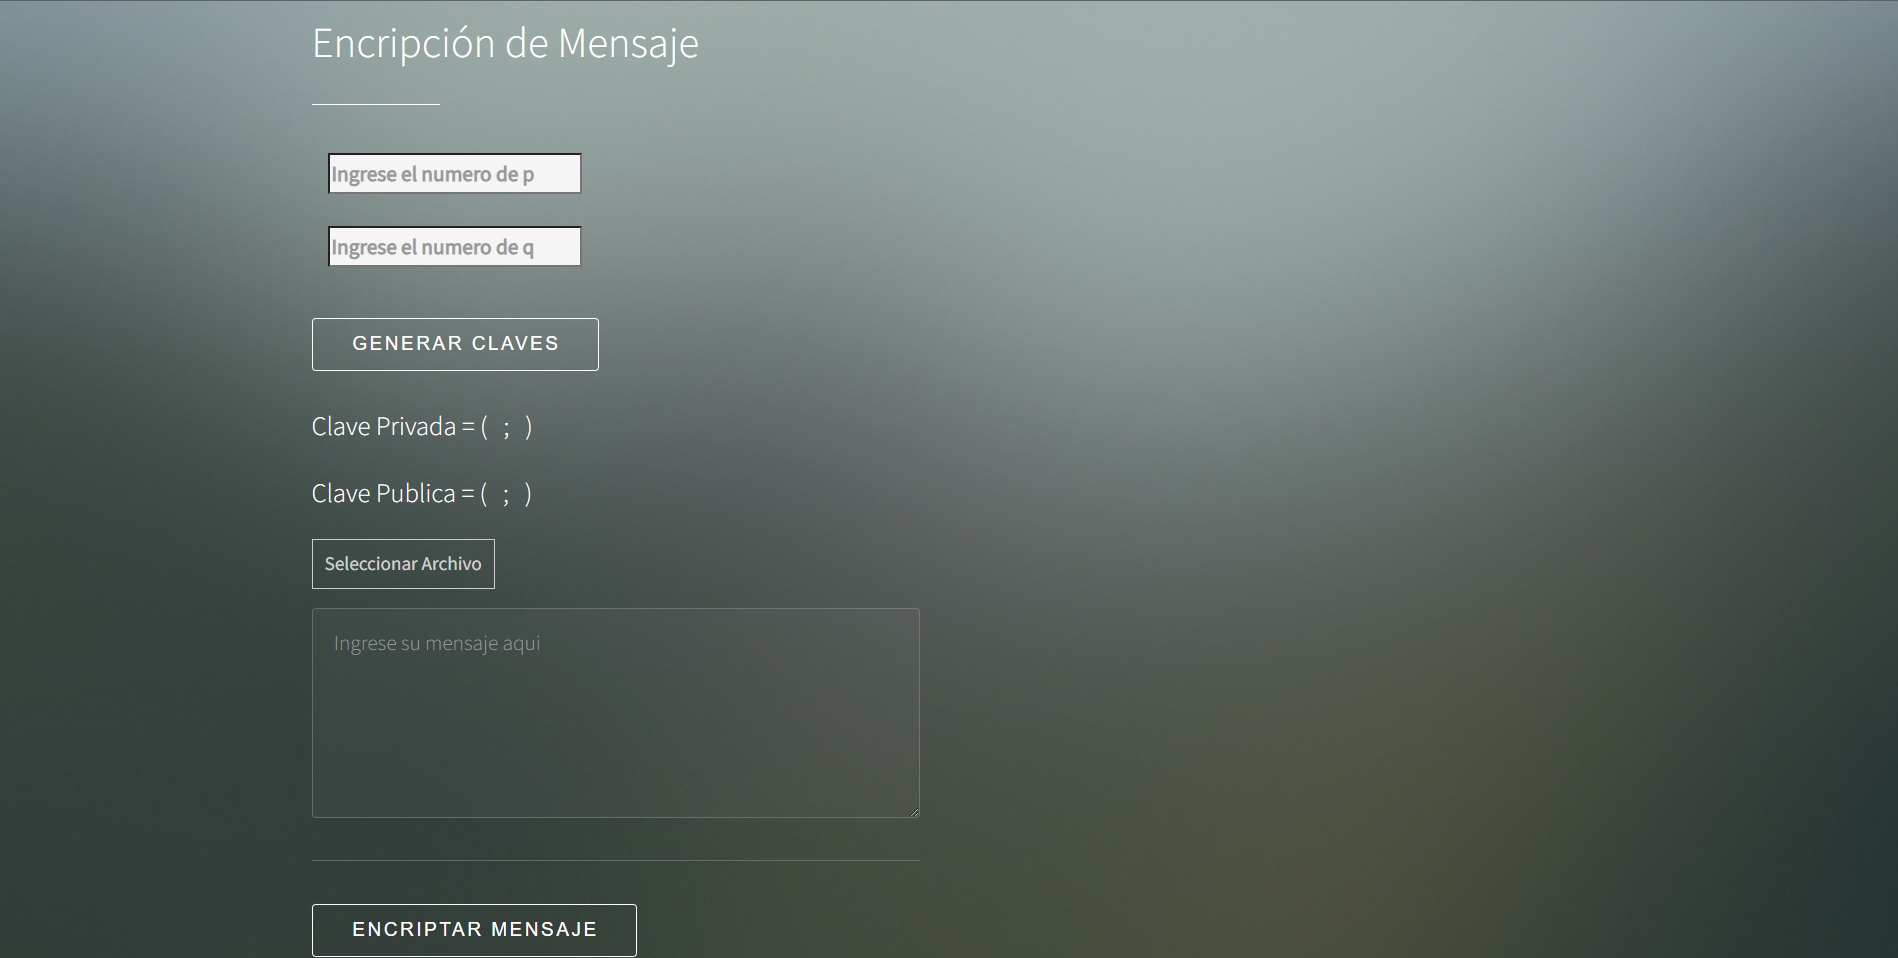 Encripción de Mensaje
Ingrese el numero de p
Ingrese el numero de q
GENERAR CLAVES
Clave Privada = ( ; )
Clave Publica = ( ; )
Seleccionar Archivo
Ingrese su mensaje aqui
ENCRIPTAR MENSAJE